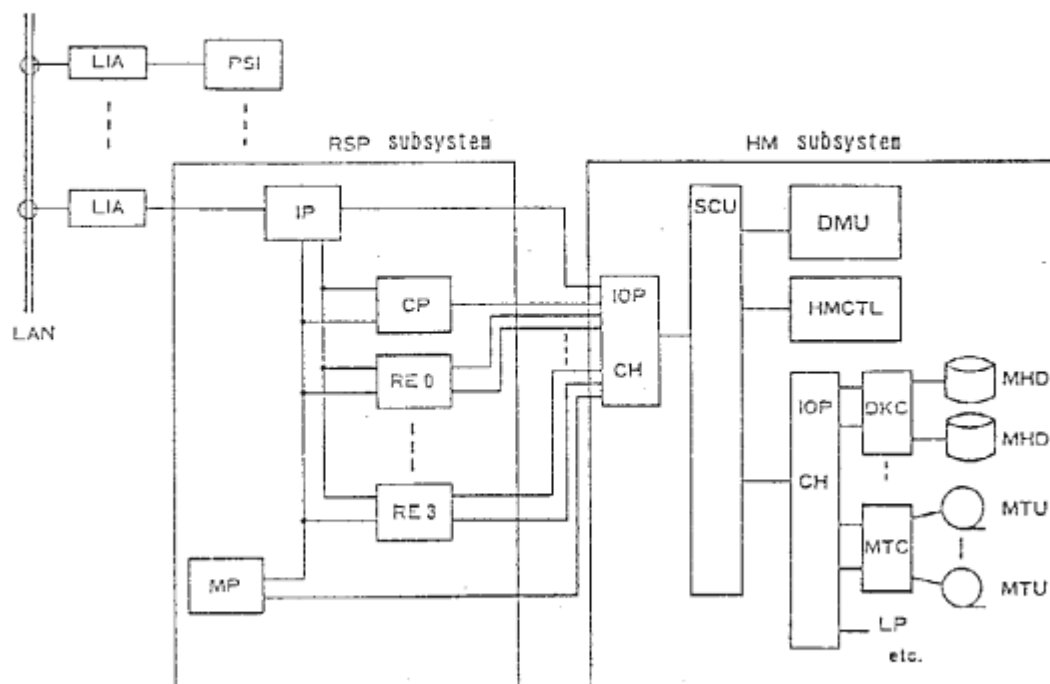 LIA
PSI
RSP subsystem
HM subsystem
LIA
IP
SCU
DMU
LAN
CP
IOP
CH
HMCTL
RE 0
IOP
CH
DKC
MHD
MHD
RE 3
MTC
MTU
MTU
MP
LP
etc.